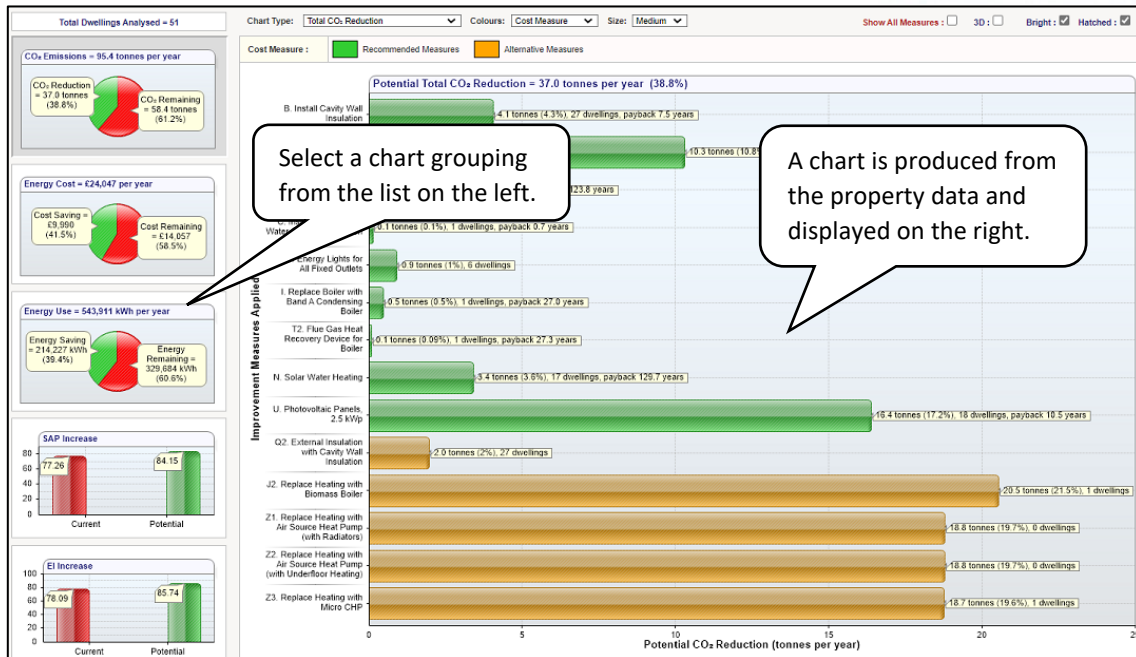 Total Dwellings Analysed = 51
Chart Type:
Total CO₂ Reduction
Colours:
Cost Measure
Size:
Medium
Show All Measures :
3D :
Bright :
Hatched :
Cost Measure :
Recommended Measures
Alternative Measures
CO₂ Emissions = 95.4 tonnes per year
CO₂ Reduction
= 37.0 tonnes
(38.8%)
CO₂ Remaining
= 58.4 tonnes
(61.2%)
Energy Cost = £24,047 per year
Cost Saving =
£9,990
(41.5%)
Cost Remaining
= £14,057
(58.5%)
Energy Use = 543,911 kWh per year
Energy Saving
= 214,227 kWh
(39.4%)
Energy
Remaining =
329,684 kWh
(60.6%)
SAP Increase
80
60
40
20
0
77.26
84.15
Current
Potential
EI Increase
100
80
60
40
20
0
78.09
85.74
Current
Potential
Potential Total CO₂ Reduction = 37.0 tonnes per year (38.8%)
Improvement Measures Applied
B. Install Cavity Wall
Insulation
4.1 tonnes (4.3%), 27 dwellings, payback 7.5 years
10.3 tonnes (10.8%
123.8 years
Water
0.1 tonnes (0.1%), 1 dwellings, payback 0.7 years
Energy Lights for
All Fixed Outlets
0.9 tonnes (1%), 6 dwellings
I. Replace Boiler with
Band A Condensing
Boiler
0.5 tonnes (0.5%), 1 dwellings, payback 27.0 years
T2. Flue Gas Heat
Recovery Device for
Boiler
0.1 tonnes (0.09%), 1 dwellings, payback 27.3 years
N. Solar Water Heating
3.4 tonnes (3.6%), 17 dwellings, payback 129.7 years
U. Photovoltaic Panels,
2.5 kWp
16.4 tonnes (17.2%), 18 dwellings, payback 10.5 years
Q2. External Insulation
with Cavity Wall
Insulation
2.0 tonnes (2%), 27 dwellings
J2. Replace Heating with
Biomass Boiler
20.5 tonnes (21.5%), 1 dwellings
Z1. Replace Heating with
Air Source Heat Pump
(with Radiators)
18.8 tonnes (19.7%), 0 dwellings
Z2. Replace Heating with
Air Source Heat Pump
(with Underfloor Heating)
18.8 tonnes (19.7%), 0 dwellings
Z3. Replace Heating with
Micro CHP
18.7 tonnes (19.6%), 1 dwellings
0
5
10
15
20
25
Potential CO₂ Reduction (tonnes per year)
Select a chart grouping
from the list on the left.
A chart is produced from
the property data and
displayed on the right.